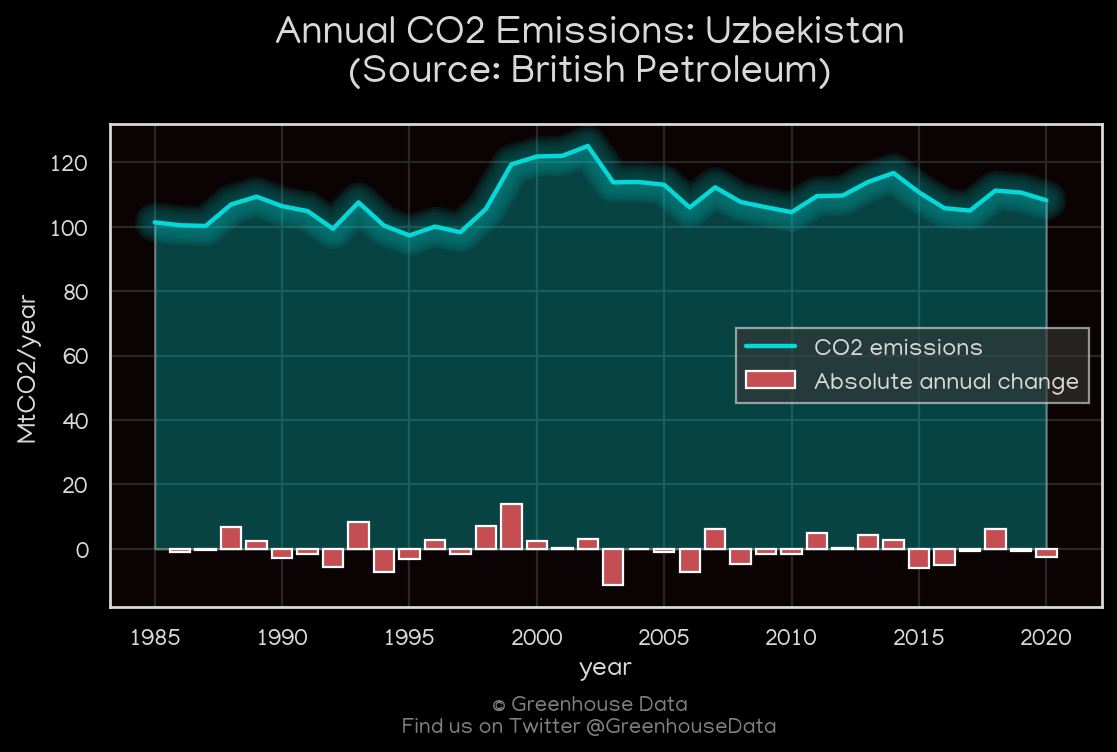 Annual CO2 Emissions: Uzbekistan
(Source: British Petroleum)
MtCO2/year
120
100
80
60
40
20
0
CO2 emissions
Absolute annual change
1985 1990 1995 2000 2005 2010 2015 2020
year
© Greenhouse Data
Find us on Twitter @GreenhouseData